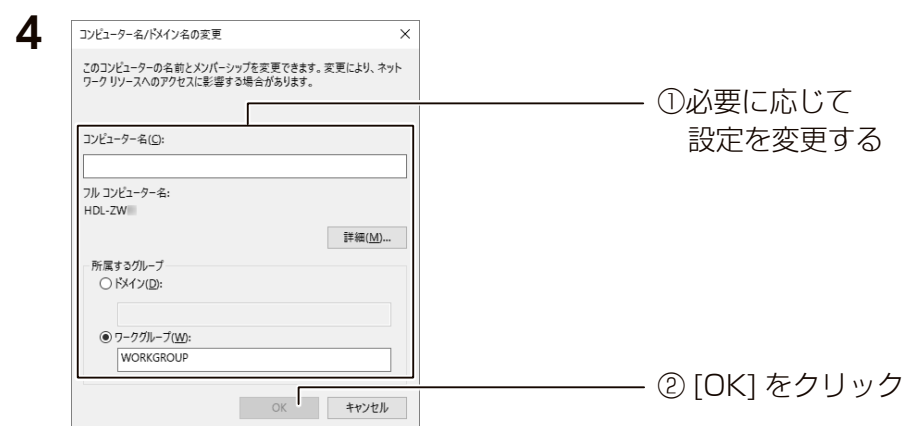 4
コンピューター名/ドメイン名の変更
このコンピューターの名前とメンバーシップを変更できます。変更により、ネット
ワーク リソースへのアクセスに影響する場合があります。
①必要に応じて
設定を変更する
コンピューター名(C):
フル コンピューター名:
HDL-ZW
詳細(M)...
所属するグループ
ドメイン(D):
ワークグループ(W):
WORKGROUP
② [OK] をクリック
OK
キャンセル